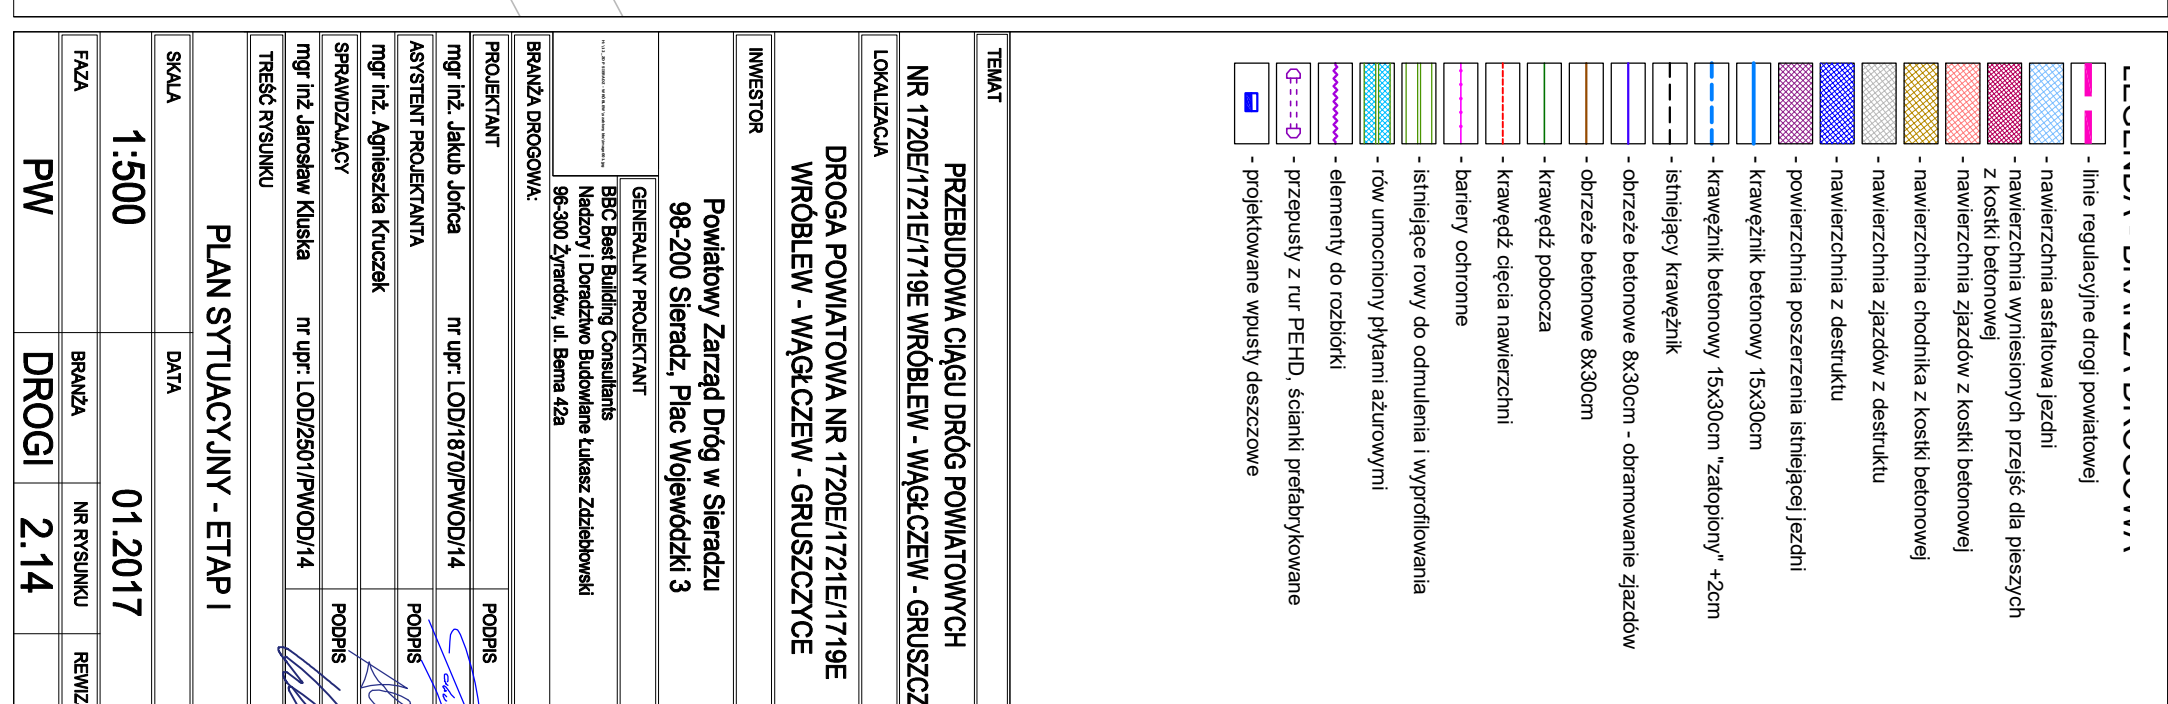 - linie regulacyjne drogi powiatowej
- nawierzchnia asfaltowa jezdni
- nawierzchnia wyniesionych przejść dla pieszych
z kostki betonowej
- nawierzchnia zjazdów z kostki betonowej
- nawierzchnia chodnika z kostki betonowej
- nawierzchnia zjazdów z destruktu
- nawierzchnia z destruktu
- powierzchnia poszerzenia istniejącej jezdni
- krawężnik betonowy 15x30cm
- krawężnik betonowy 15x30cm "zatopiony" +2cm
- istniejący krawężnik
- obrzeże betonowe 8x30cm - obramowanie zjazdów
- obrzeże betonowe 8x30cm
- krawędź pobocza
- krawędź cięcia nawierzchni
- bariery ochronne
- istniejące rowy do odmulenia i wyprofilowania
- rów umocniony płytami ażurowymi
- elementy do rozbiórki
- przepusty z rur PEHD, ścianki prefabrykowane
- projektowane wpusty deszczowe
TEMAT
PRZEBUDOWA CIĄGU DRÓG POWIATOWYCH
NR 1720E/1721E/1719E WRÓBLEW - WĄGŁCZEW - GRUSZCZ
LOKALIZACJA
DROGA POWIATOWA NR 1720E/1721E/1719E
WRÓBLEW - WĄGŁCZEW - GRUSZCZYCE
INWESTOR
Powiatowy Zarząd Dróg w Sieradzu
98-200 Sieradz, Plac Wojewódzki 3
GENERALNY PROJEKTANT
BBC Best Building Consultants
Nadzory i Doradztwo Budowlane Łukasz Zdziebłowski
96-300 Żyrardów, ul. Bema 42a
BRANŻA DROGOWA:
PROJEKTANT PODPIS
mgr inż. Jakub Jońca nr upr: LOD/1870/PWOD/14
ASYSTENT PROJEKTANTA PODPIS
mgr inż. Agnieszka Kruczek
SPRAWDZAJĄCY PODPIS
mgr inż Jarosław Kluska nr upr: LOD/2501/PWOD/14
TREŚĆ RYSUNKU
PLAN SYTUACYJNY - ETAP I
SKALA DATA
1:500 01.2017
FAZA BRANŻA NR RYSUNKU REWIZ
PW DROGI 2.14